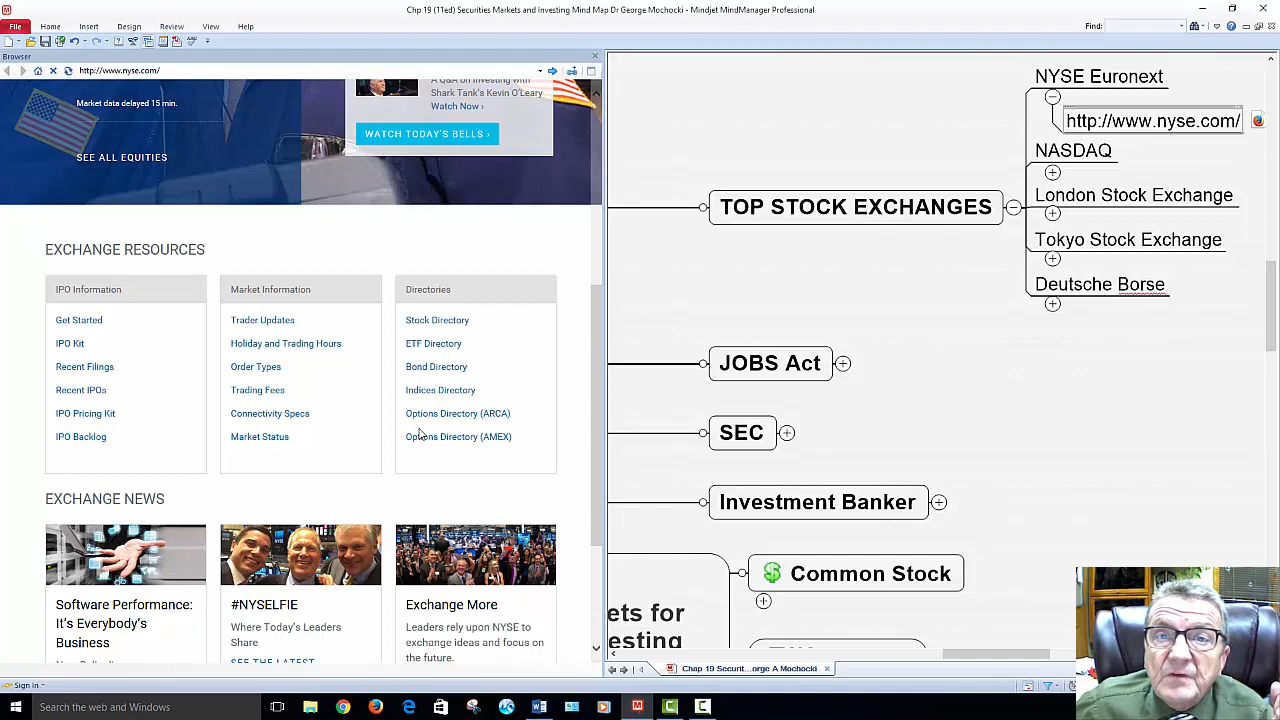 Chp 19 (11ed) Securities Markets and Investing Mind Map Dr George Mochocki - Mindjet MindManager Professional
File Home Insert Design Review View Help Find:
Browser
http://www.nyse.com/
Market data delayed 15 min.
SEE ALL EQUITIES
A Q&A on Investing with
Shark Tank's Kevin O'Leary
Watch Now ›
WATCH TODAY'S BELLS ›
EXCHANGE RESOURCES
IPO Information
Get Started
IPO Kit
Recent Filings
Recent IPOs
IPO Pricing Kit
IPO Backlog
Market Information
Trader Updates
Holiday and Trading Hours
Order Types
Trading Fees
Connectivity Specs
Market Status
Directories
Stock Directory
ETF Directory
Bond Directory
Indices Directory
Options Directory (ARCA)
Options Directory (AMEX)
EXCHANGE NEWS
Software Performance:
It's Everybody's
Business
#NYSELFIE
Where Today's Leaders
Share
SEE THE LATEST
Exchange More
Leaders rely upon NYSE to
exchange ideas and focus on
the future.
NYSE Euronext
http://www.nyse.com/
NASDAQ
London Stock Exchange
Tokyo Stock Exchange
Deutsche Borse
TOP STOCK EXCHANGES
JOBS Act
SEC
Investment Banker
$ Common Stock
ets for
esting
Chap 19 Securit...orge A Mochocki
Sign In
Search the web and Windows